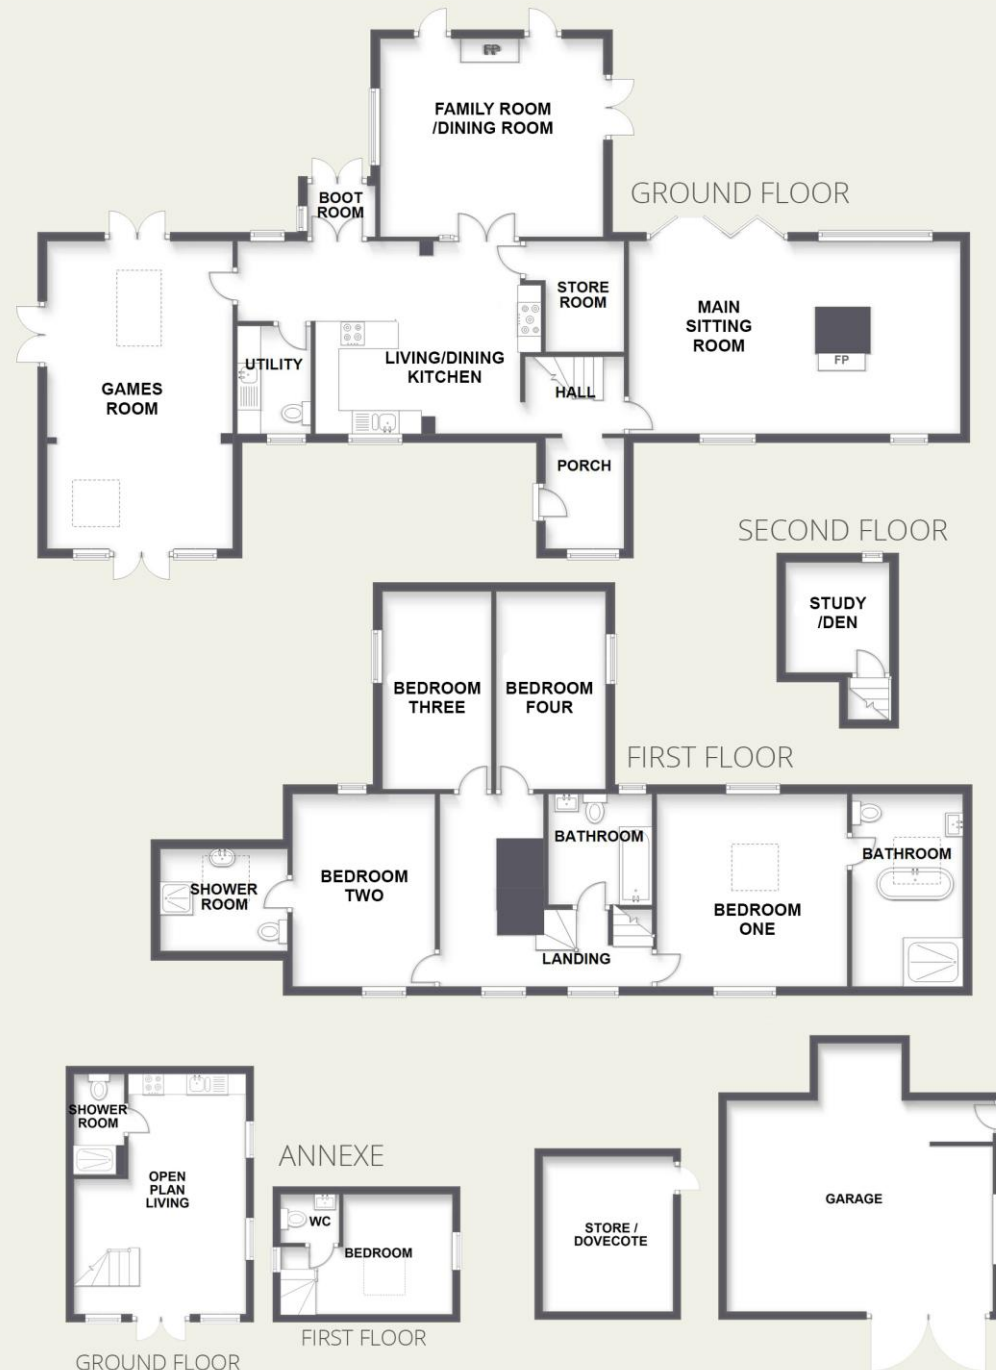 FP
FAMILY ROOM
/DINING ROOM
BOOT
ROOM
GROUND FLOOR
STORE
ROOM
MAIN
SITTING
ROOM
FP
UTILITY
LIVING/DINING
KITCHEN
GAMES
ROOM
HALL
PORCH
SECOND FLOOR
STUDY
/DEN
BEDROOM
THREE
BEDROOM
FOUR
FIRST FLOOR
BATHROOM
BATHROOM
BEDROOM
TWO
SHOWER
ROOM
BEDROOM
ONE
LANDING
SHOWER
ROOM
ANNEXE
OPEN
PLAN
LIVING
WC
BEDROOM
STORE /
DOVECOTE
GARAGE
FIRST FLOOR
GROUND FLOOR